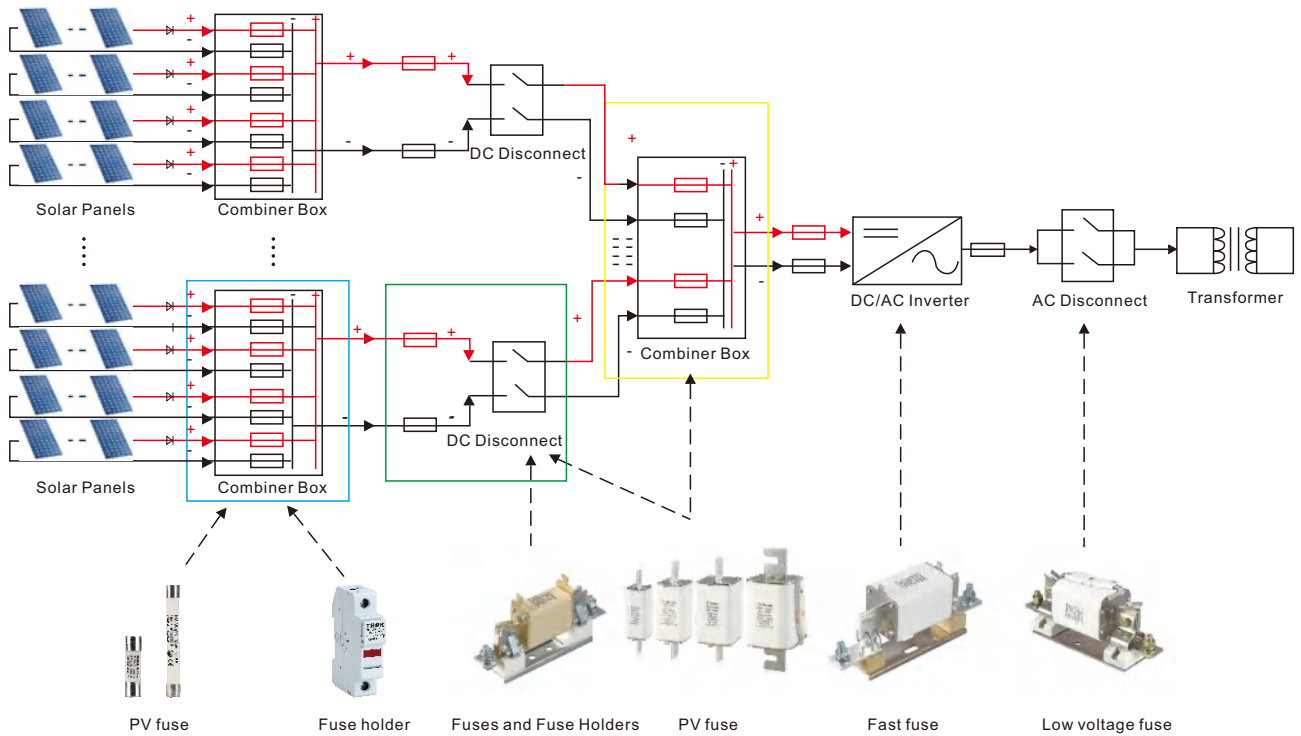 + - + - + - + -
- +
+ +
- -
DC Disconnect
Solar Panels
Combiner Box
+
-
- +
+
-
DC/AC Inverter
AC Disconnect
Transformer
Combiner Box
+ - + - + - + -
- +
+ +
- -
+
-
DC Disconnect
Solar Panels
Combiner Box
PV fuse
Fuse holder
Fuses and Fuse Holders
PV fuse
Fast fuse
Low voltage fuse